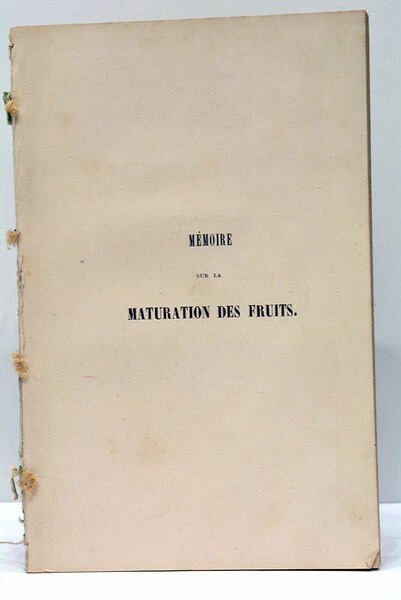 MÉMOIRE
SUR LA
MATURATION DES FRUITS.